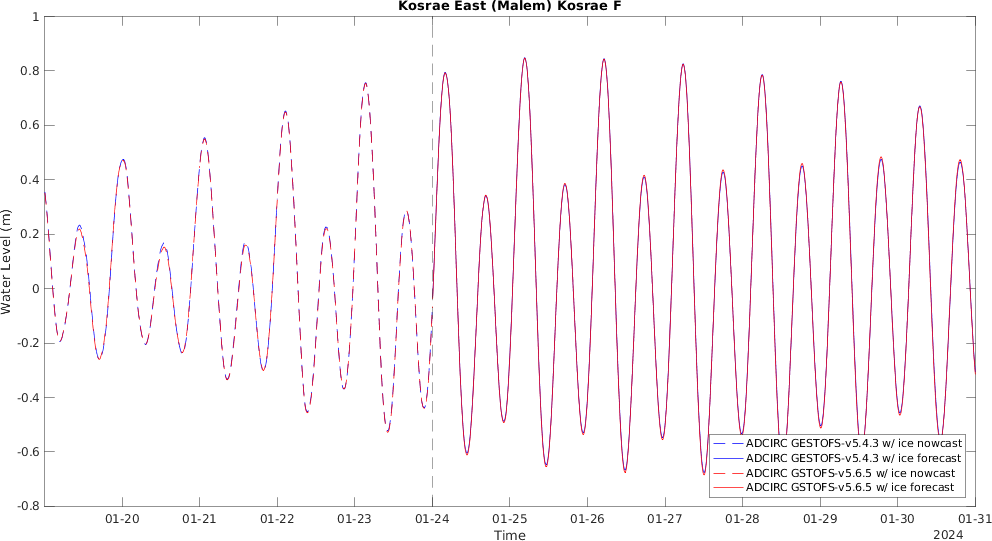 Kosrae East (Malem) Kosrae F
Water Level (m)
1
0.8
0.6
0.4
0.2
0
-0.2
-0.4
-0.6
-0.8
ADCIRC GESTOFS-v5.4.3 w/ ice nowcast
ADCIRC GESTOFS-v5.4.3 w/ ice forecast
ADCIRC GSTOFS-v5.6.5 w/ ice nowcast
ADCIRC GSTOFS-v5.6.5 w/ ice forecast
01-20 01-21 01-22 01-23 01-24 01-25 01-26 01-27 01-28 01-29 01-30 01-31
Time
2024